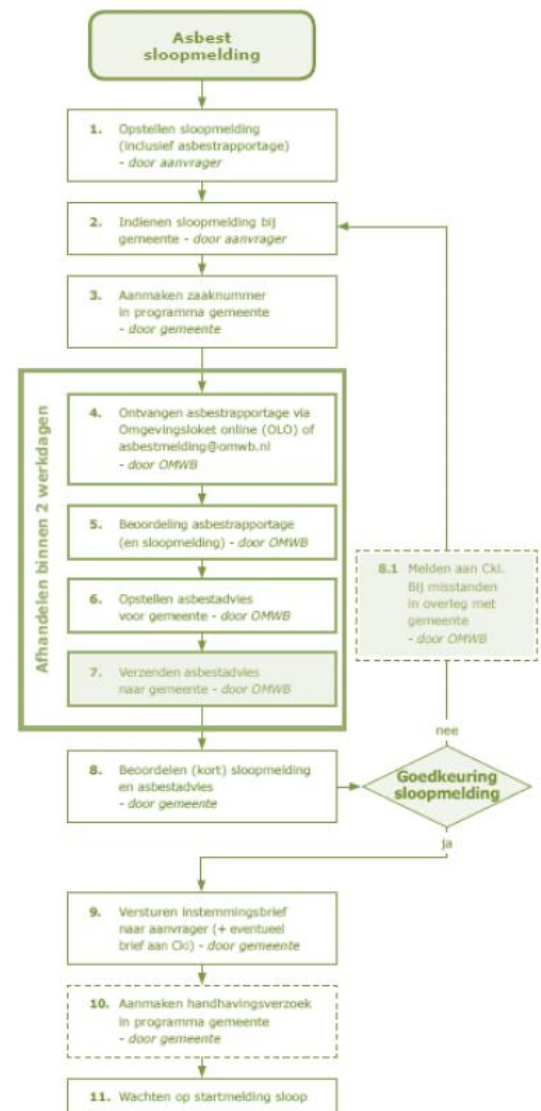 Asbest
sloopmelding
1. Opstellen sloopmelding
(inclusief asbestrapportage)
- door aanvrager
2. Indienen sloopmelding bij
gemeente - door aanvrager
3. Aanmaken zaaknummer
in programma gemeente
- door gemeente
Afhandelen binnen 2 werkdagen
4. Ontvangen asbestrapportage via
Omgevingsloket online (OLO) of
asbestmelding@omwb.nl
- door OMWB
5. Beoordeling asbestrapportage
(en sloopmelding) - door OMWB
6. Opstellen asbestadvies
voor gemeente - door OMWB
7. Verzenden asbestadvies
naar gemeente - door OMWB
8. Beoordelen (kort) sloopmelding
en asbestadvies
- door gemeente
Goedkeuring
sloopmelding
nee
8.1 Melden aan Cki.
Bij misstanden
in overleg met
gemeente
- door OMWB
ja
9. Versturen instemmingsbrief
naar aanvrager (+ eventueel
brief aan Cki) - door gemeente
10. Aanmaken handhavingsverzoek
in programma gemeente
- door gemeente
11. Wachten op startmelding sloop